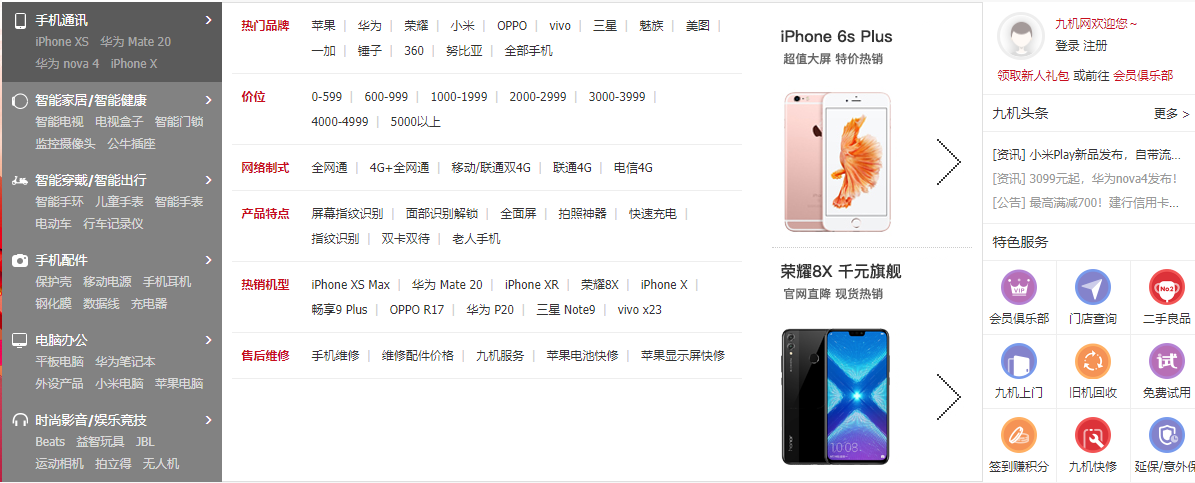 手机通讯
iPhone XS 华为 Mate 20
华为 nova 4 iPhone X
智能家居/智能健康
智能电视 电视盒子 智能门锁
监控摄像头 公牛插座
智能穿戴/智能出行
智能手环 儿童手表 智能手表
电动车 行车记录仪
手机配件
保护壳 移动电源 手机耳机
钢化膜 数据线 充电器
电脑办公
平板电脑 华为笔记本
外设产品 小米电脑 苹果电脑
时尚影音/娱乐竞技
Beats 益智玩具 JBL
运动相机 拍立得 无人机
热门品牌 苹果 | 华为 | 荣耀 | 小米 | OPPO | vivo | 三星 | 魅族 | 美图 |
一加 | 锤子 | 360 | 努比亚 | 全部手机
价位 0-599 | 600-999 | 1000-1999 | 2000-2999 | 3000-3999 |
4000-4999 | 5000以上
网络制式 全网通 | 4G+全网通 | 移动/联通双4G | 联通4G | 电信4G
产品特点 屏幕指纹识别 | 面部识别解锁 | 全面屏 | 拍照神器 | 快速充电 |
指纹识别 | 双卡双待 | 老人手机
热销机型 iPhone XS Max | 华为 Mate 20 | iPhone XR | 荣耀8X | iPhone X |
畅享9 Plus | OPPO R17 | 华为 P20 | 三星 Note9 | vivo x23
售后维修 手机维修 | 维修配件价格 | 九机服务 | 苹果电池快修 | 苹果显示屏快修
iPhone 6s Plus
超值大屏 特价热销
荣耀8X 千元旗舰
官网直降 现货热销
honor
08:08
九机网欢迎您~
登录 注册
领取新人礼包 或前往 会员俱乐部
九机头条 更多 >
[资讯] 小米Play新品发布，自带流...
[资讯] 3099元起，华为nova4发布!
[公告] 最高满减700！建行信用卡...
特色服务
VIP
No2
会员俱乐部 门店查询 二手良品
试
九机上门 旧机回收 免费试用
签到赚积分 九机快修 延保/意外保